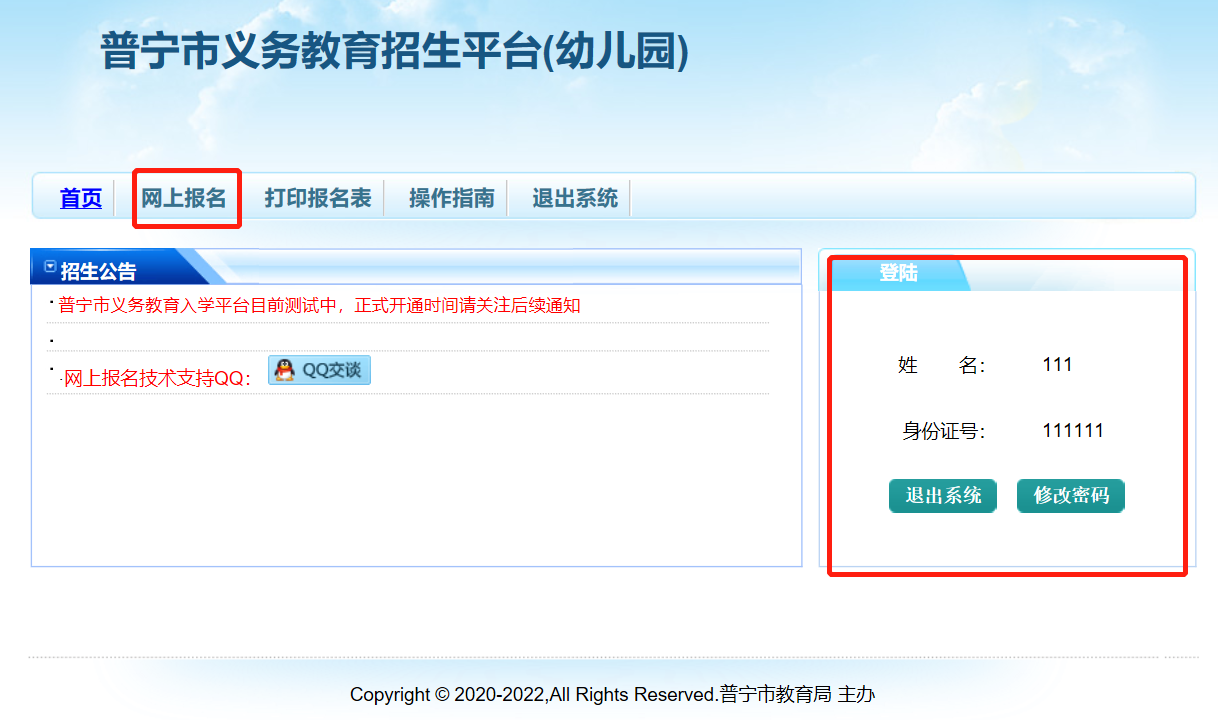 普宁市义务教育招生平台(幼儿园)
首页 网上报名 打印报名表 操作指南 退出系统
招生公告
·普宁市义务教育入学平台目前测试中，正式开通时间请关注后续通知
·
·.网上报名技术支持QQ： QQ交谈
登陆
姓 名： 111
身份证号： 111111
退出系统 修改密码
Copyright © 2020-2022,All Rights Reserved.普宁市教育局 主办